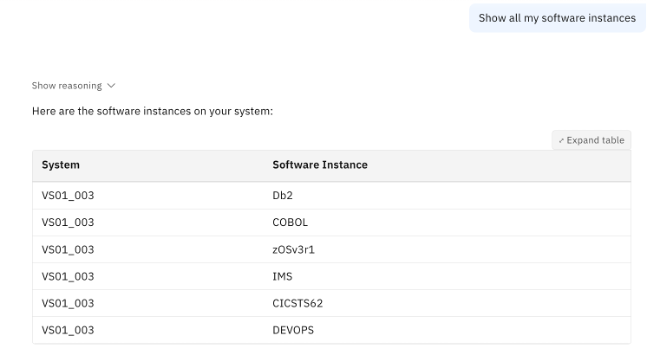 Show all my software instances
Show reasoning
Here are the software instances on your system:
Expand table
System Software Instance
VS01_003 Db2
VS01_003 COBOL
VS01_003 zOSv3r1
VS01_003 IMS
VS01_003 CICSTS62
VS01_003 DEVOPS